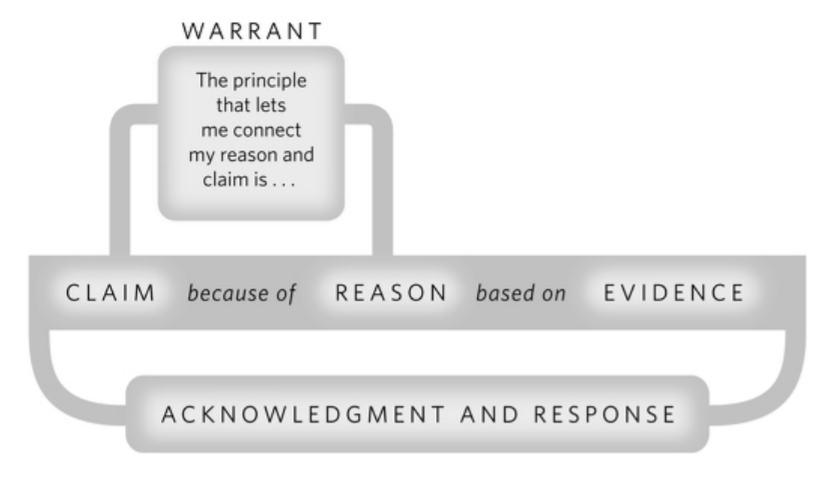 WARRANT
The principle
that lets
me connect
my reason and
claim is . . .
CLAIM because of REASON based on EVIDENCE
ACKNOWLEDGMENT AND RESPONSE